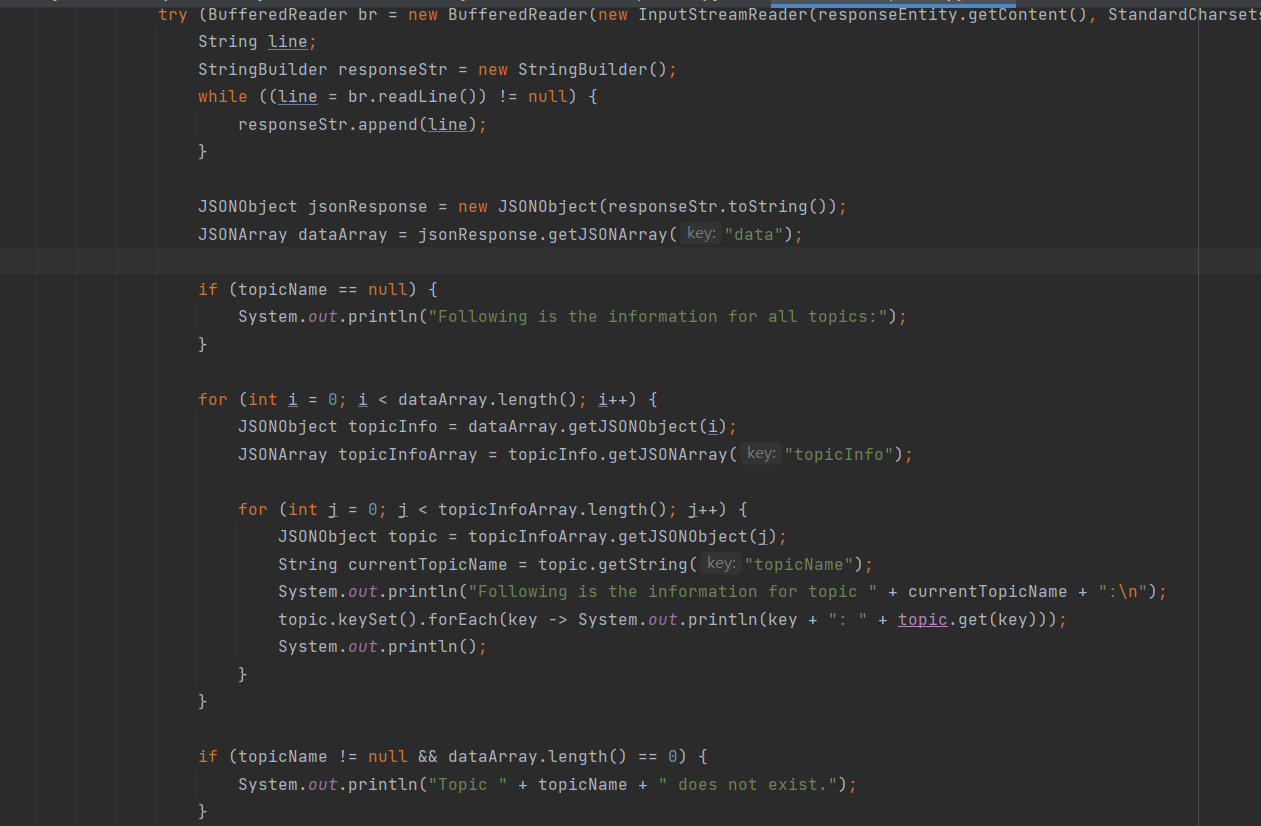 try (BufferedReader br = new BufferedReader(new InputStreamReader(responseEntity.getContent(), StandardCharsets
String line;
StringBuilder responseStr = new StringBuilder();
while ((line = br.readLine()) != null) {
responseStr.append(line);
}
JSONObject jsonResponse = new JSONObject(responseStr.toString());
JSONArray dataArray = jsonResponse.getJSONArray( key: "data");
if (topicName == null) {
System.out.println("Following is the information for all topics:");
}
for (int i = 0; i < dataArray.length(); i++) {
JSONObject topicInfo = dataArray.getJSONObject(i);
JSONArray topicInfoArray = topicInfo.getJSONArray( key: "topicInfo");
for (int j = 0; j < topicInfoArray.length(); j++) {
JSONObject topic = topicInfoArray.getJSONObject(j);
String currentTopicName = topic.getString( key: "topicName");
System.out.println("Following is the information for topic " + currentTopicName + ":\n");
topic.keySet().forEach(key -> System.out.println(key + ": " + topic.get(key)));
System.out.println();
}
}
if (topicName != null && dataArray.length() == 0) {
System.out.println("Topic " + topicName + " does not exist.");
}